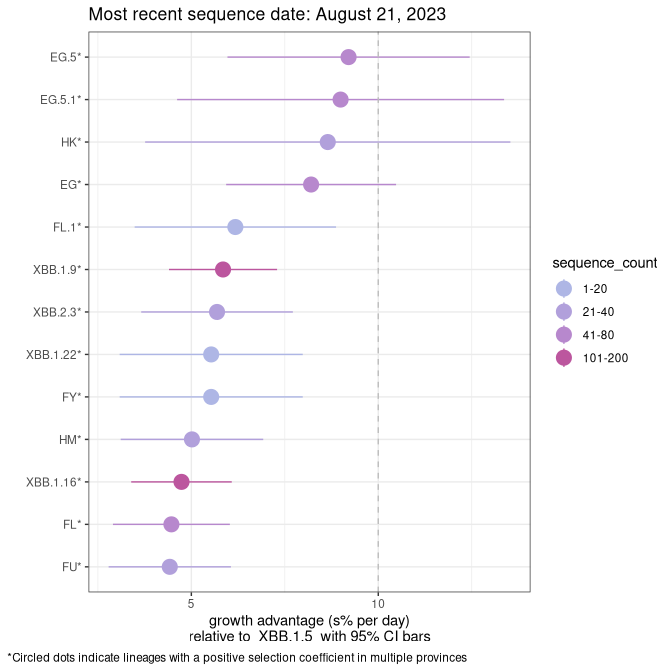 Most recent sequence date: August 21, 2023
EG.5*
EG.5.1*
HK*
EG*
FL.1*
XBB.1.9*
XBB.2.3*
XBB.1.22*
FY*
HM*
XBB.1.16*
FL*
FU*
5
10
growth advantage (s% per day)
relative to XBB.1.5 with 95% CI bars
sequence_count
1-20
21-40
41-80
101-200
*Circled dots indicate lineages with a positive selection coefficient in multiple provinces